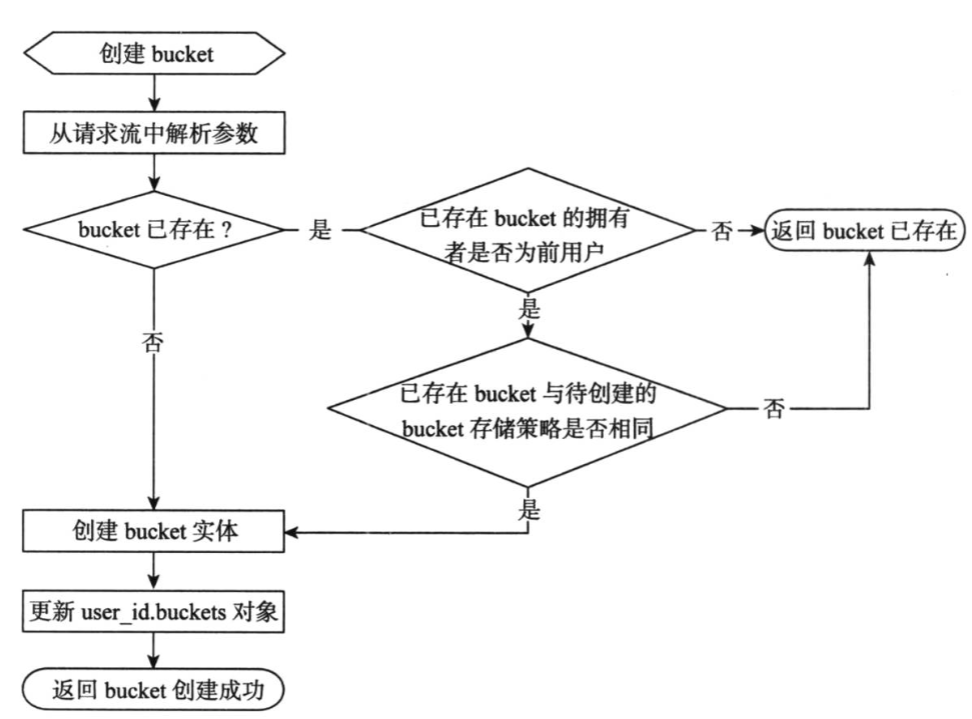 创建 bucket
从请求流中解析参数
bucket 已存在？
是
已存在 bucket 的拥有
者是否为前用户
否
返回 bucket 已存在
是
否
已存在 bucket 与待创建的
bucket 存储策略是否相同
否
是
创建 bucket 实体
更新 user_id.buckets 对象
返回 bucket 创建成功